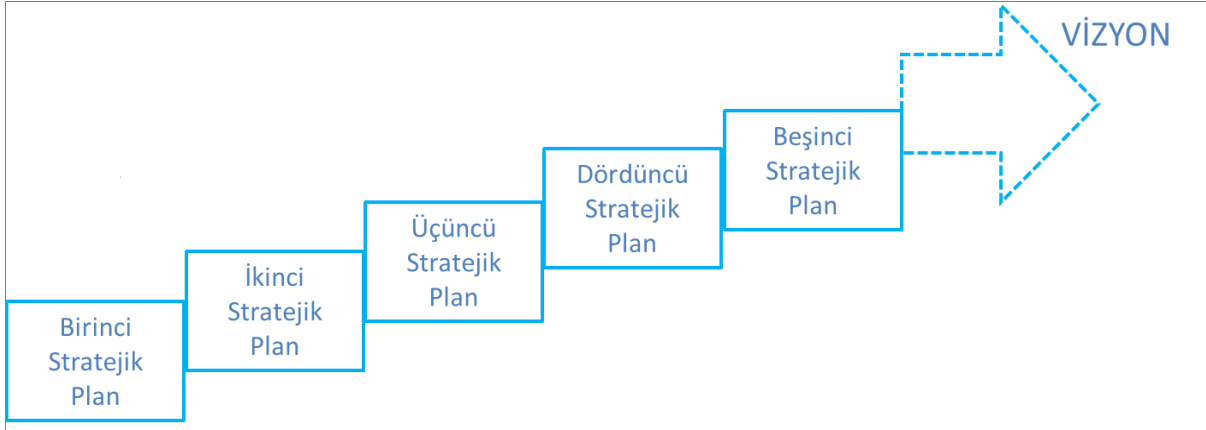 VİZYON
Beşinci
Stratejik
Plan
Dördüncü
Stratejik
Plan
Üçüncü
Stratejik
Plan
İkinci
Stratejik
Plan
Birinci
Stratejik
Plan